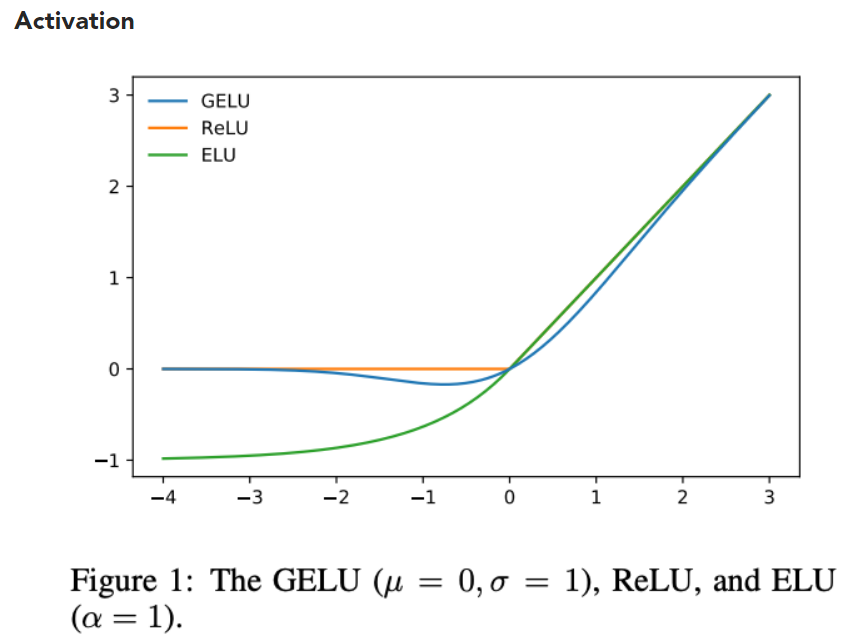 Activation
GELU
ReLU
ELU
3
2
1
0
−1
−4 −3 −2 −1 0 1 2 3
Figure 1: The GELU (μ = 0, σ = 1), ReLU, and ELU
(α = 1).